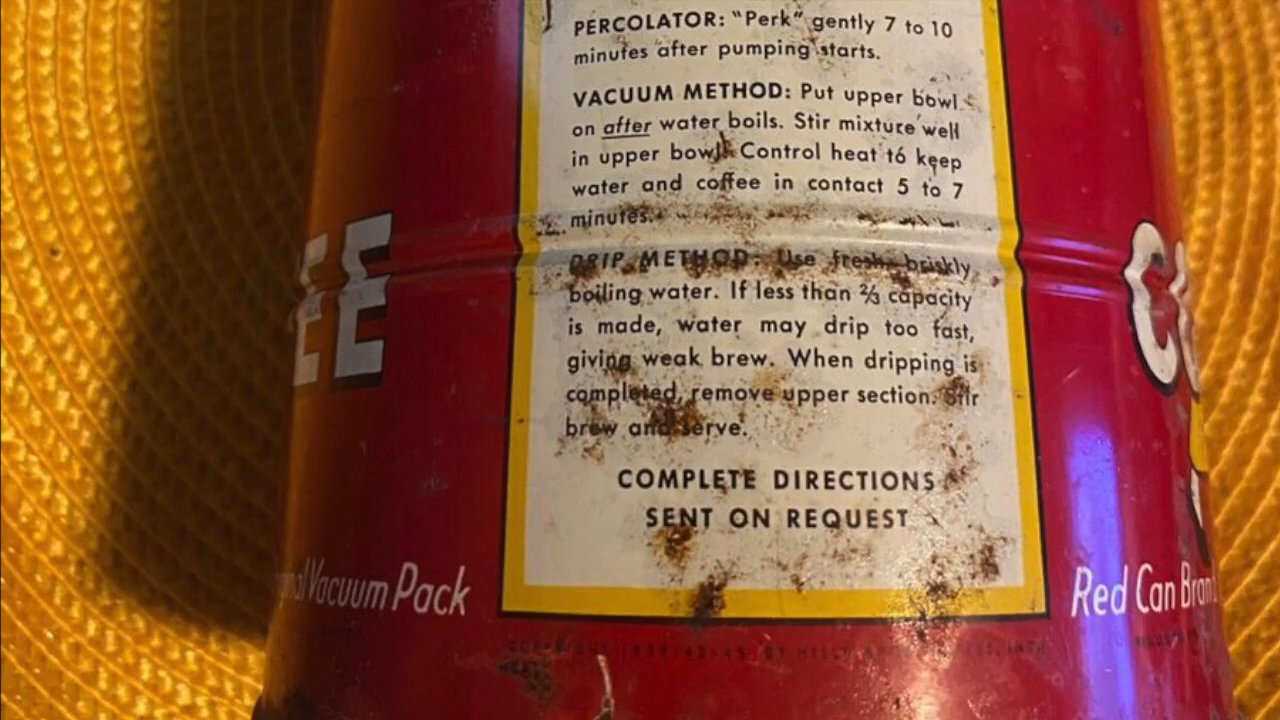 PERCOLATOR: "Perk" gently 7 to 10
minutes after pumping starts.
VACUUM METHOD: Put upper bowl
on after water boils. Stir mixture well
in upper bowl. Control heat to keep
water and coffee in contact 5 to 7
minutes.
DRIP METHOD: Use fresh, briskly
boiling water. If less than ⅔ capacity
is made, water may drip too fast,
giving weak brew. When dripping is
completed, remove upper section. Stir
brew and serve.
COMPLETE DIRECTIONS
SENT ON REQUEST
EE
Vacuum Pack
Red Can Bran
COPYRIGHT